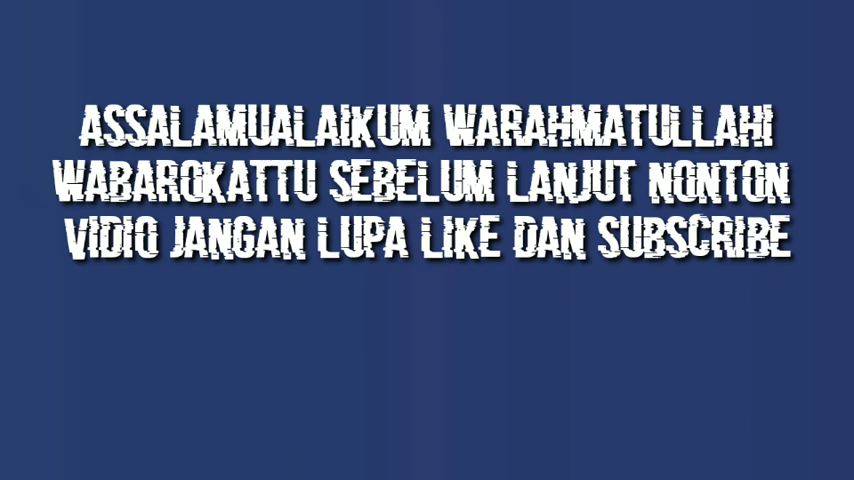 ASSALAMUALAIKUM WARAHMATULLAHI
WABAROKATTU SEBELUM LANJUT NONTON
VIDIO JANGAN LUPA LIKE DAN SUBSCRIBE